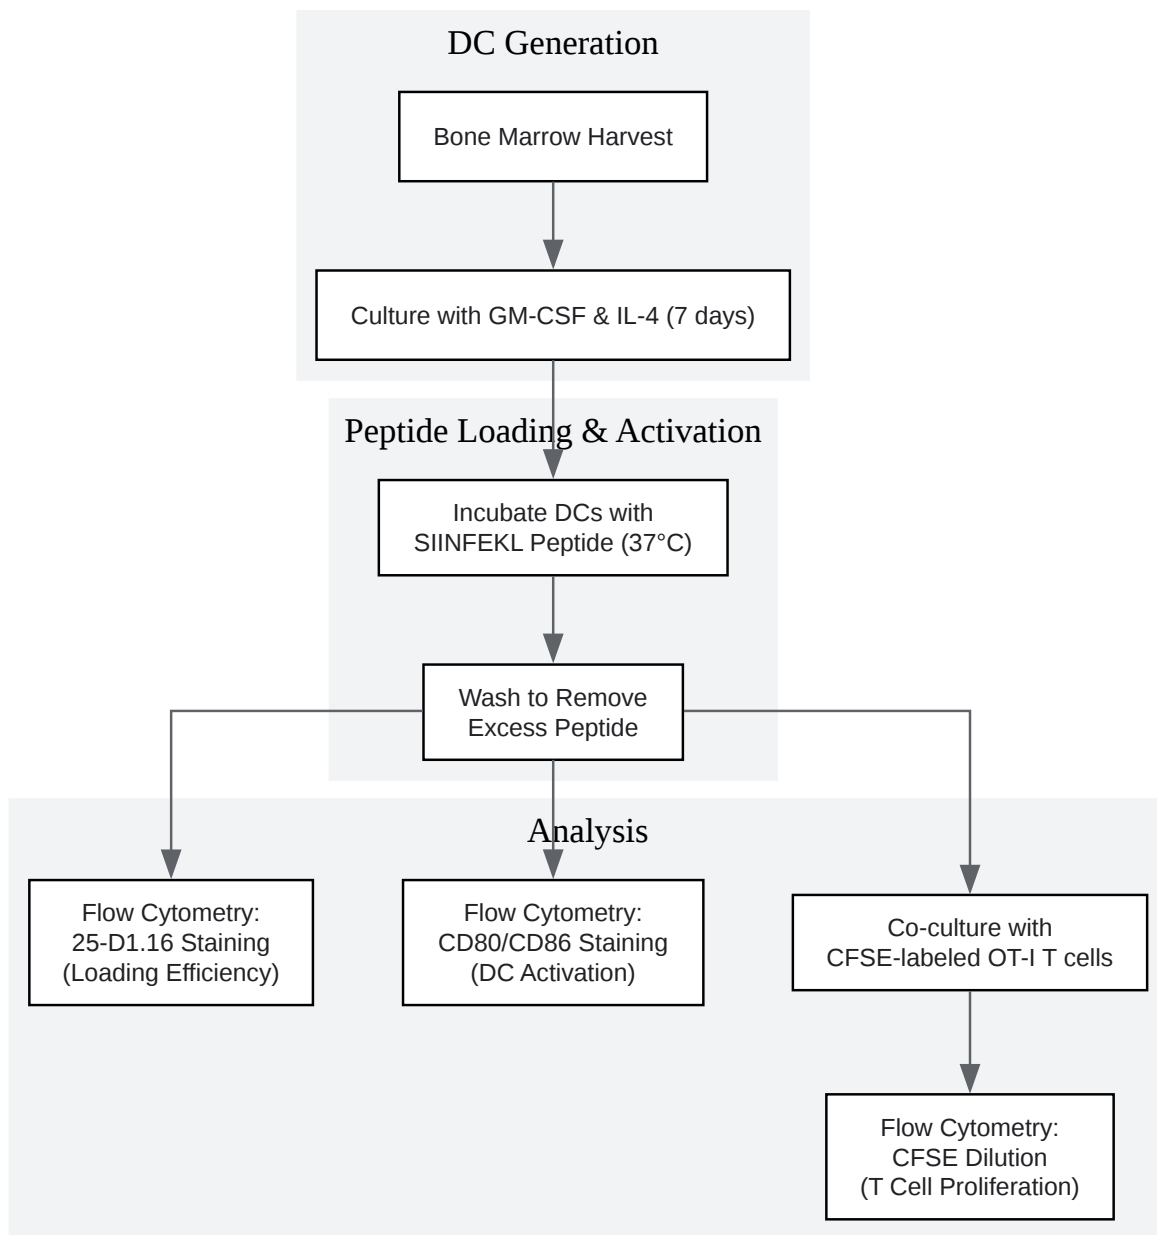 DC Generation
Bone Marrow Harvest
Culture with GM-CSF & IL-4 (7 days)
Peptide Loading & Activation
Incubate DCs with
SIINFEKL Peptide (37°C)
Wash to Remove
Excess Peptide
Analysis
Flow Cytometry:
25-D1.16 Staining
(Loading Efficiency)
Flow Cytometry:
CD80/CD86 Staining
(DC Activation)
Co-culture with
CFSE-labeled OT-I T cells
Flow Cytometry:
CFSE Dilution
(T Cell Proliferation)